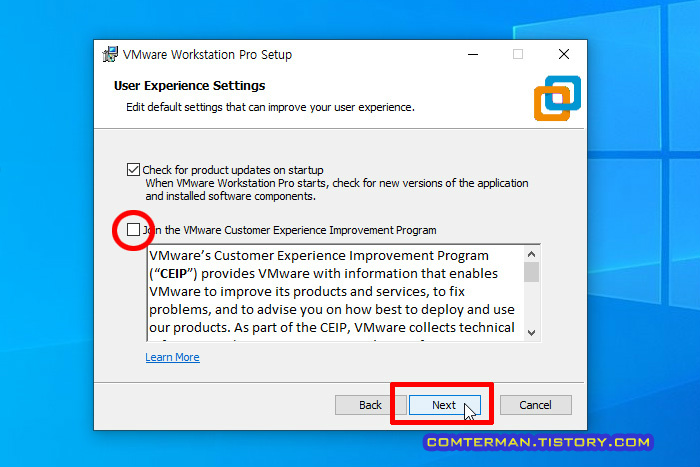 VMware Workstation Pro Setup
User Experience Settings
Edit default settings that can improve your user experience.
Check for product updates on startup
When VMware Workstation Pro starts, check for new versions of the application
and installed software components.
Join the VMware Customer Experience Improvement Program
VMware's Customer Experience Improvement Program
("CEIP") provides VMware with information that enables
VMware to improve its products and services, to fix
problems, and to advise you on how best to deploy and use
our products. As part of the CEIP, VMware collects technical
Learn More
Back
Next
Cancel
COMTERMAN.TISTORY.COM